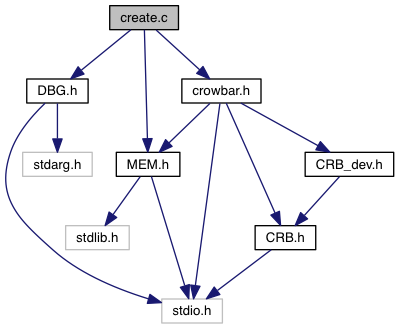 create.c
DBG.h
crowbar.h
stdarg.h
MEM.h
CRB_dev.h
stdlib.h
CRB.h
stdio.h